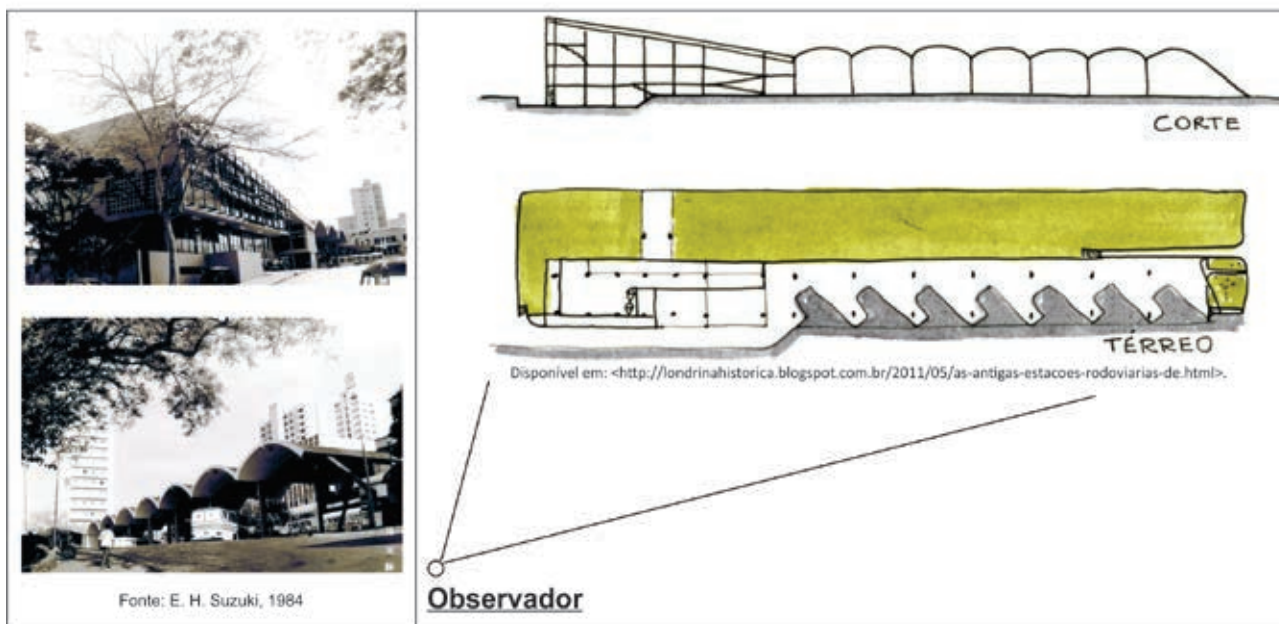 CORTE
TÉRREO
Disponível em: <http://londrinahistorica.blogspot.com.br/2011/05/as-antigas-estacoes-rodoviarias-de.html>.
Fonte: E. H. Suzuki, 1984
Observador